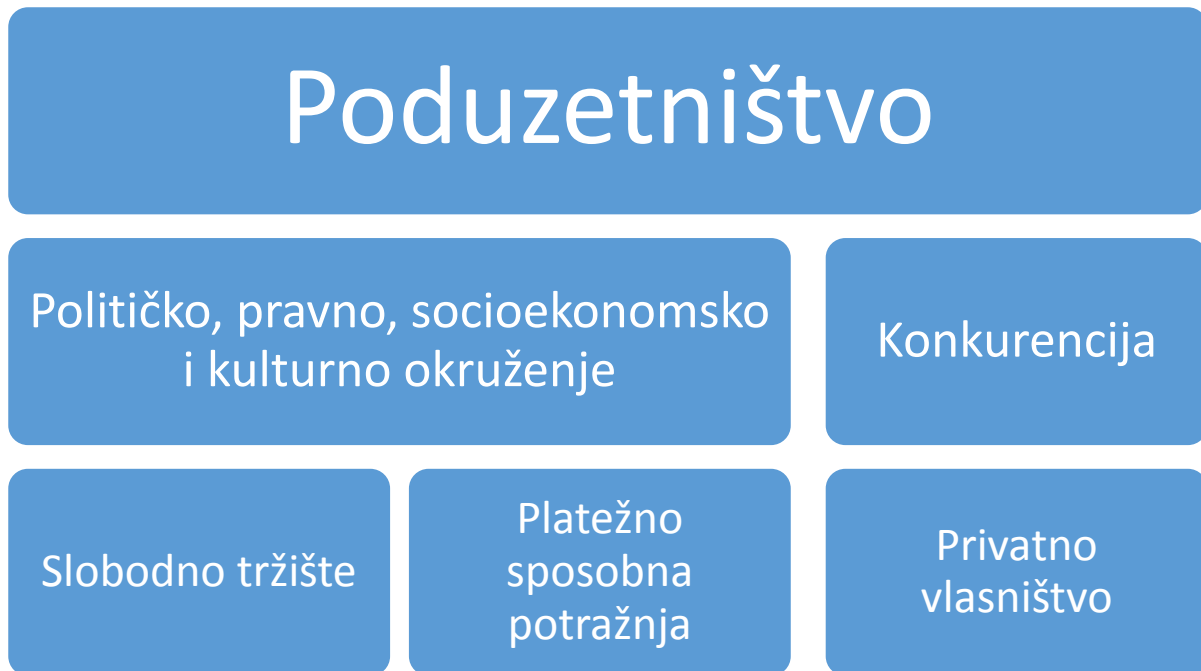 Poduzetništvo
Političko, pravno, socioekonomsko
i kulturno okruženje
Konkurencija
Slobodno tržište
Platežno
sposobna
potražnja
Privatno
vlasništvo